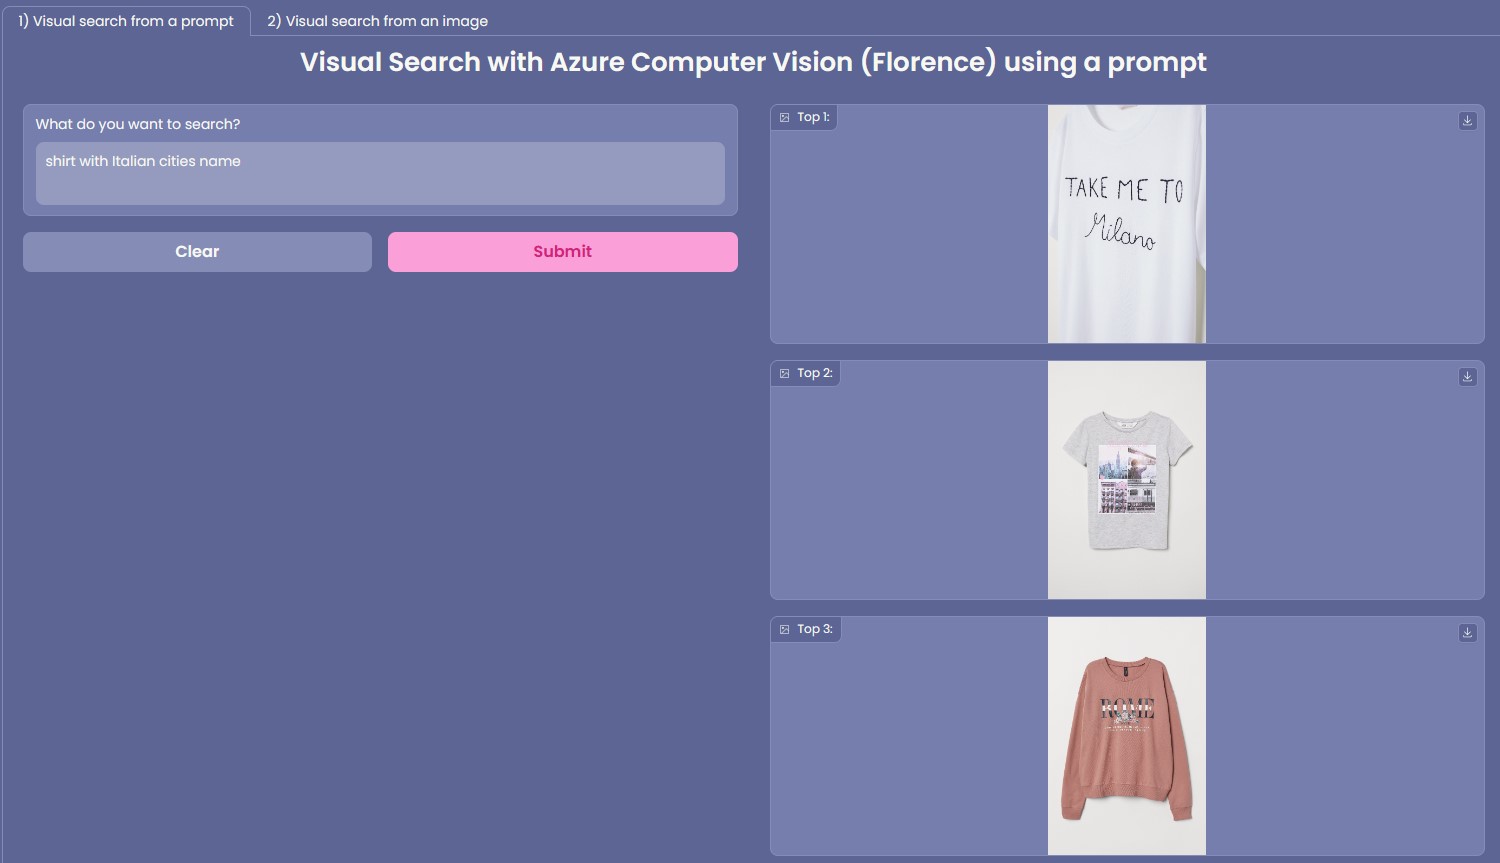 1) Visual search from a prompt
2) Visual search from an image
Visual Search with Azure Computer Vision (Florence) using a prompt
What do you want to search?
shirt with Italian cities name
Clear
Submit
Top 1:
TAKE ME TO
Milano
Top 2:
Top 3:
ROME